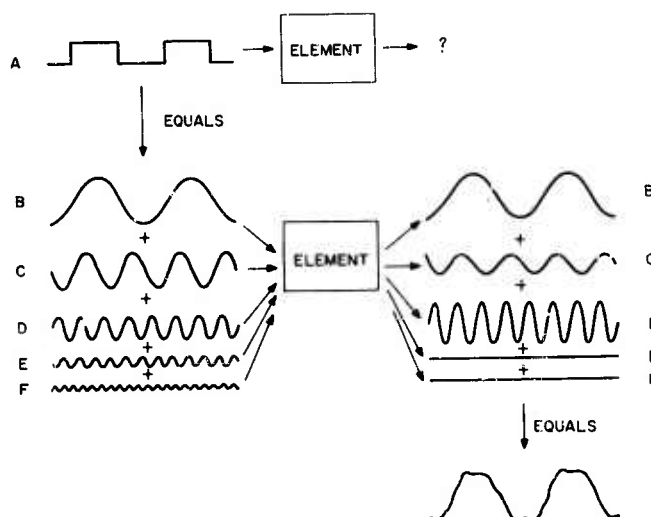 A
ELEMENT
?
EQUALS
B
+
C
+
D
+
E
+
F
ELEMENT
B
+
+
+
+
EQUALS